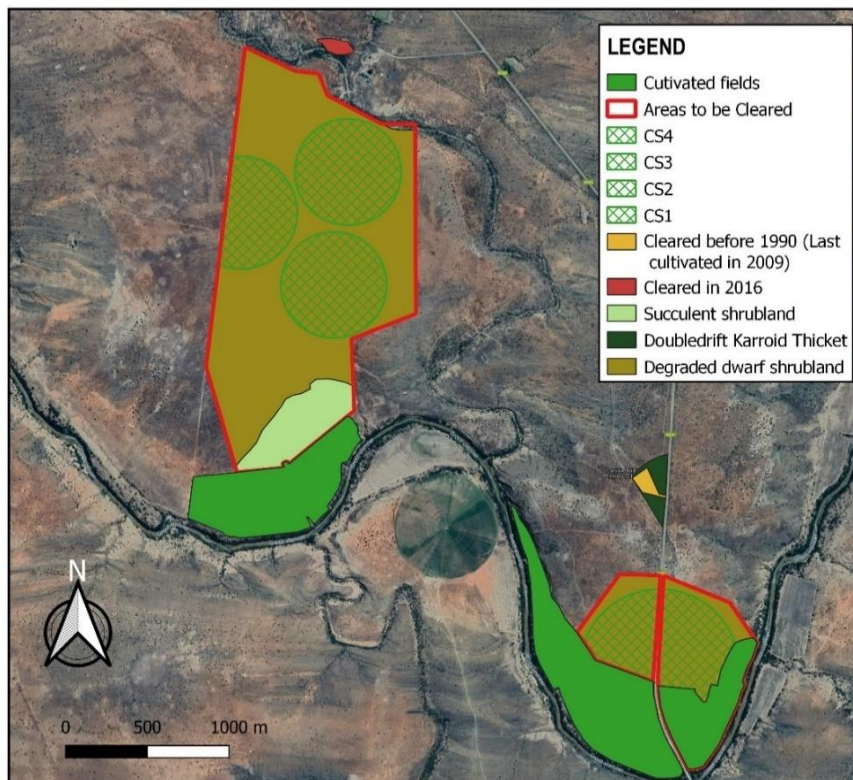 LEGEND
Cutivated fields
Areas to be Cleared
CS4
CS3
CS2
CS1
Cleared before 1990 (Last
cultivated in 2009)
Cleared in 2016
Succulent shrubland
Doubledrift Karroid Thicket
Degraded dwarf shrubland
N
0 500 1000 m